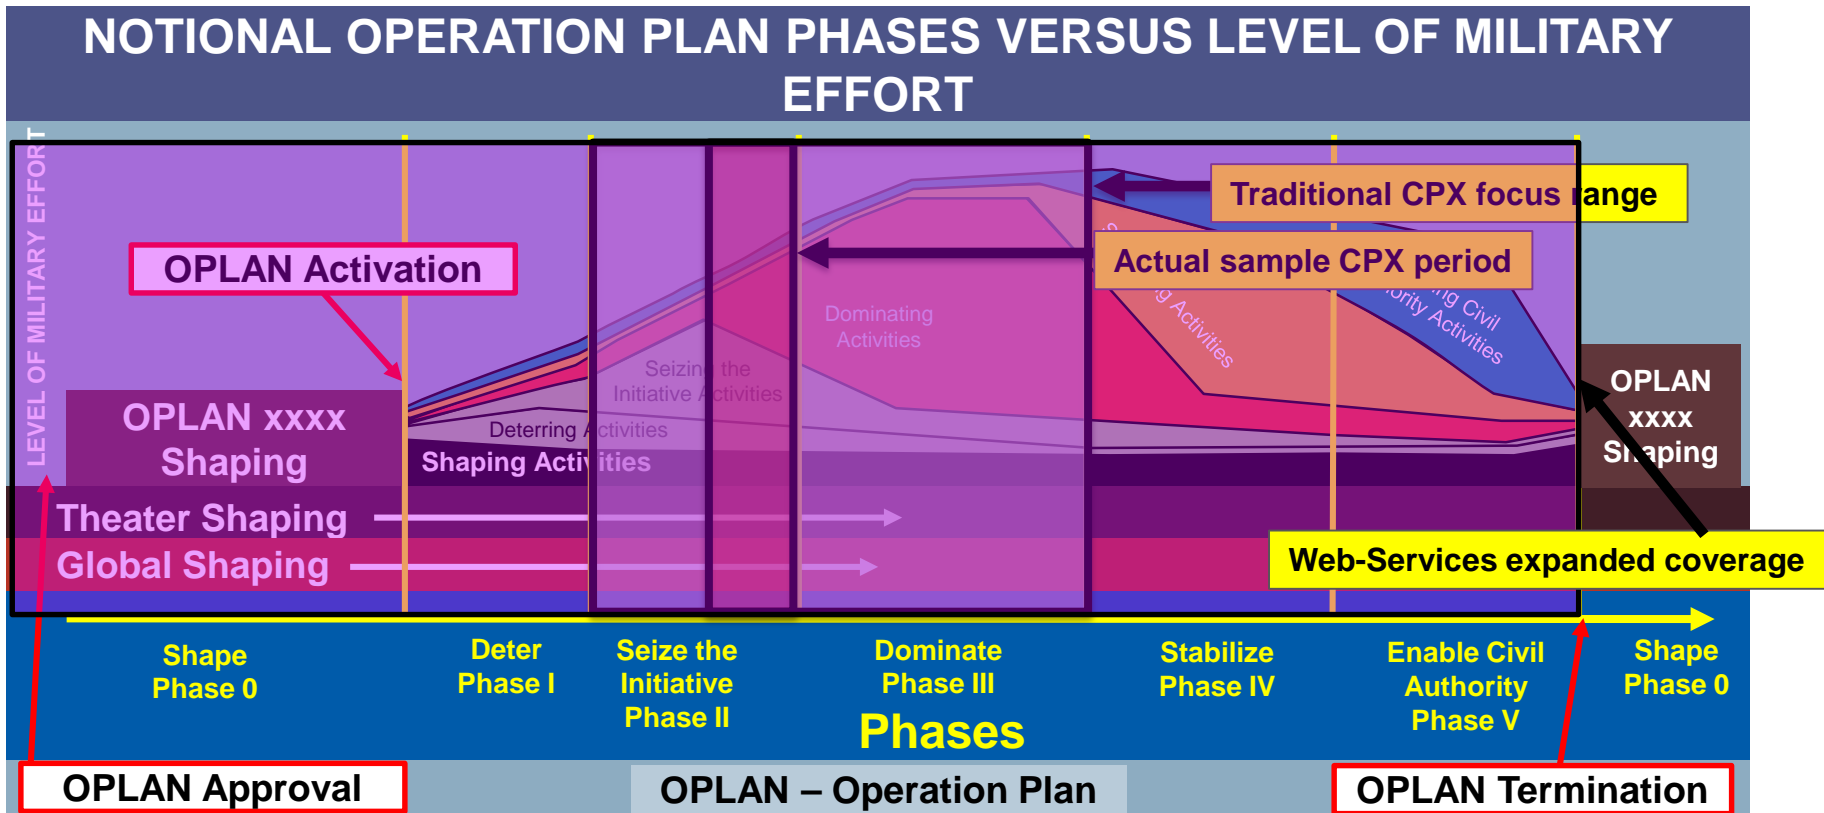 NOTIONAL OPERATION PLAN PHASES VERSUS LEVEL OF MILITARY
EFFORT
LEVEL OF MILITARY EFFORT
Traditional CPX focus range
Actual sample CPX period
OPLAN Activation
Dominating
Activities
Seizing the
Initiative Activities
Deterring Activities
Shaping Activities
Activities
Civil
Activities
OPLAN xxxx
Shaping
OPLAN
xxxx
Shaping
Theater Shaping
Global Shaping
Web-Services expanded coverage
Shape
Phase 0
Deter
Phase I
Seize the
Initiative
Phase II
Dominate
Phase III
Stabilize
Phase IV
Enable Civil
Authority
Phase V
Shape
Phase 0
Phases
OPLAN Approval
OPLAN – Operation Plan
OPLAN Termination